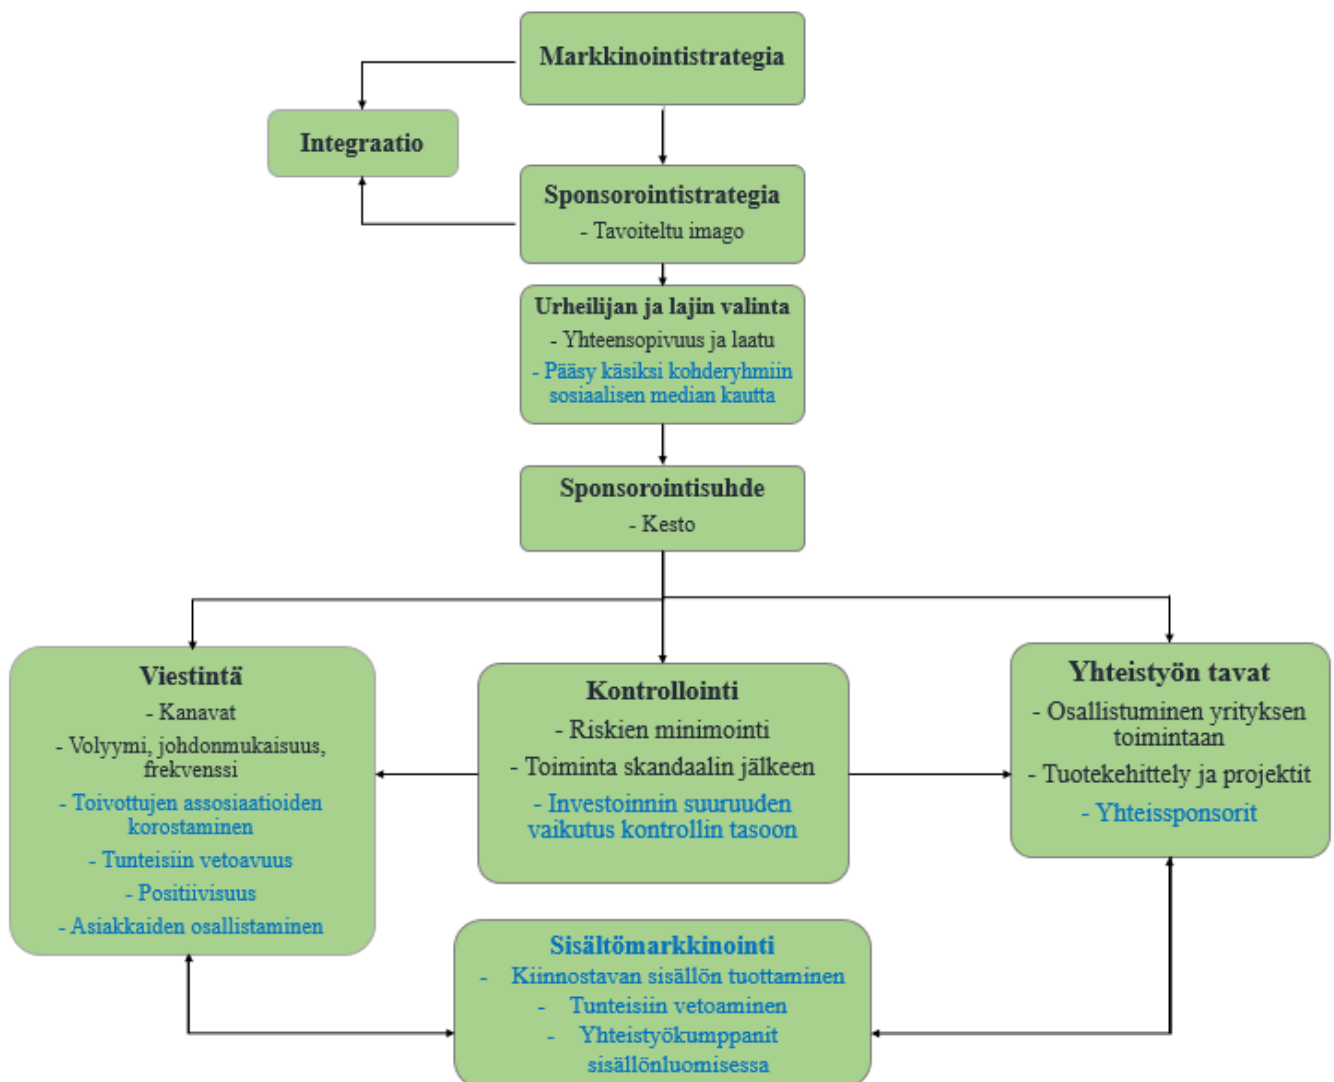 Markkinointistrategia
Integraatio
Sponsorointistrategia
- Tavoiteltu imago
Urheilijan ja lajin valinta
- Yhteensopivuus ja laatu
- Pääsy käsiksi kohderyhmiin
sosiaalisen median kautta
Sponsorointisuhde
- Kesto
Viestintä
- Kanavat
- Volyymi, johdonmukaisuus,
frekvenssi
- Toivottujen assosiaatioiden
korostaminen
- Tunteisiin vetoavuus
- Positiivisuus
- Asiakkaiden osallistaminen
Kontrollointi
- Riskien minimointi
- Toiminta skandaalin jälkeen
- Investoinnin suuruuden
vaikutus kontrollin tasoon
Yhteistyön tavat
- Osallistuminen yrityksen
toimintaan
- Tuotekehittely ja projektit
- Yhteissponsorit
Sisältömarkkinointi
- Kiinnostavan sisällön tuottaminen
- Tunteisiin vetoaminen
- Yhteistyökumppanit
sisällönluomisessa